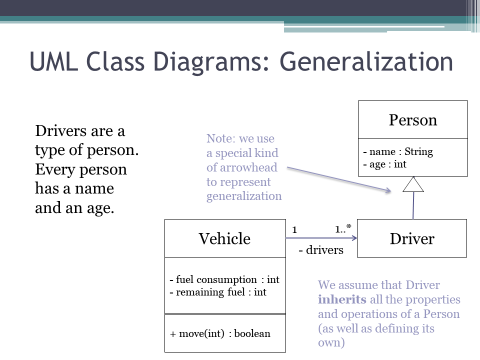 UML Class Diagrams: Generalization
Drivers are a
type of person.
Every person
has a name
and an age.
Note: we use
a special kind
of arrowhead
to represent
generalization
Person
- name : String
- age : int
Vehicle
- fuel consumption : int
- remaining fuel : int
+ move(int) : boolean
1
1..*
- drivers
Driver
We assume that Driver
inherits all the properties
and operations of a Person
(as well as defining its
own)